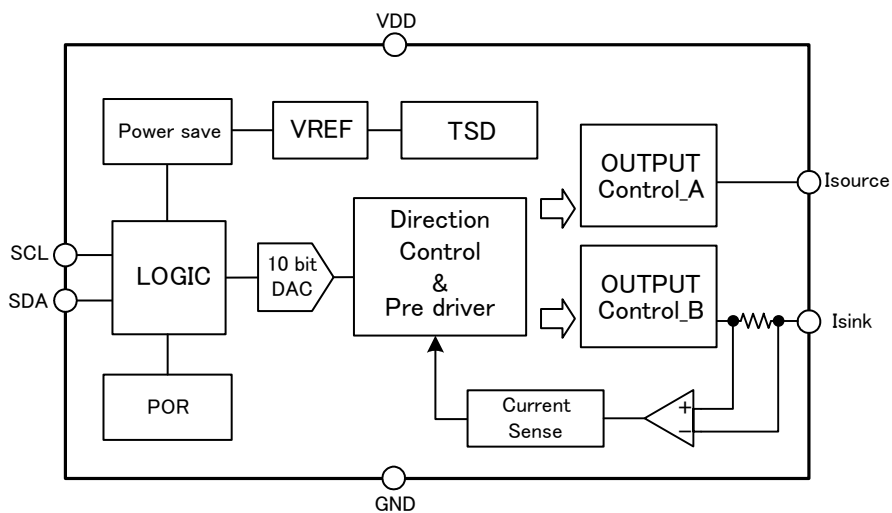 VDD
Power save
VREF
TSD
OUTPUT
Control_A
Isource
SCL
SDA
LOGIC
10 bit
DAC
Direction
Control
&
Pre driver
OUTPUT
Control_B
Isink
POR
Current
Sense
+
−
GND